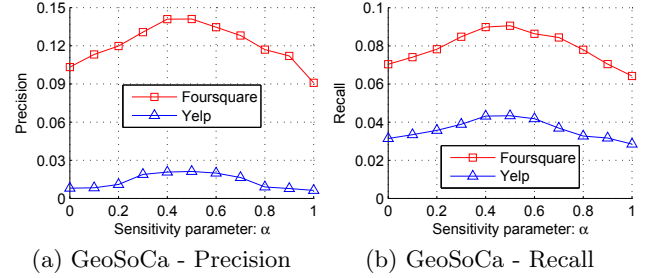 0.15
0.12
0.09
0.06
0.03
0
Precision
Foursquare
Yelp
0 0.2 0.4 0.6 0.8 1
Sensitivity parameter: α
(a) GeoSoCa - Precision
0.1
0.08
0.06
0.04
0.02
0
Recall
Foursquare
Yelp
0 0.2 0.4 0.6 0.8 1
Sensitivity parameter: α
(b) GeoSoCa - Recall